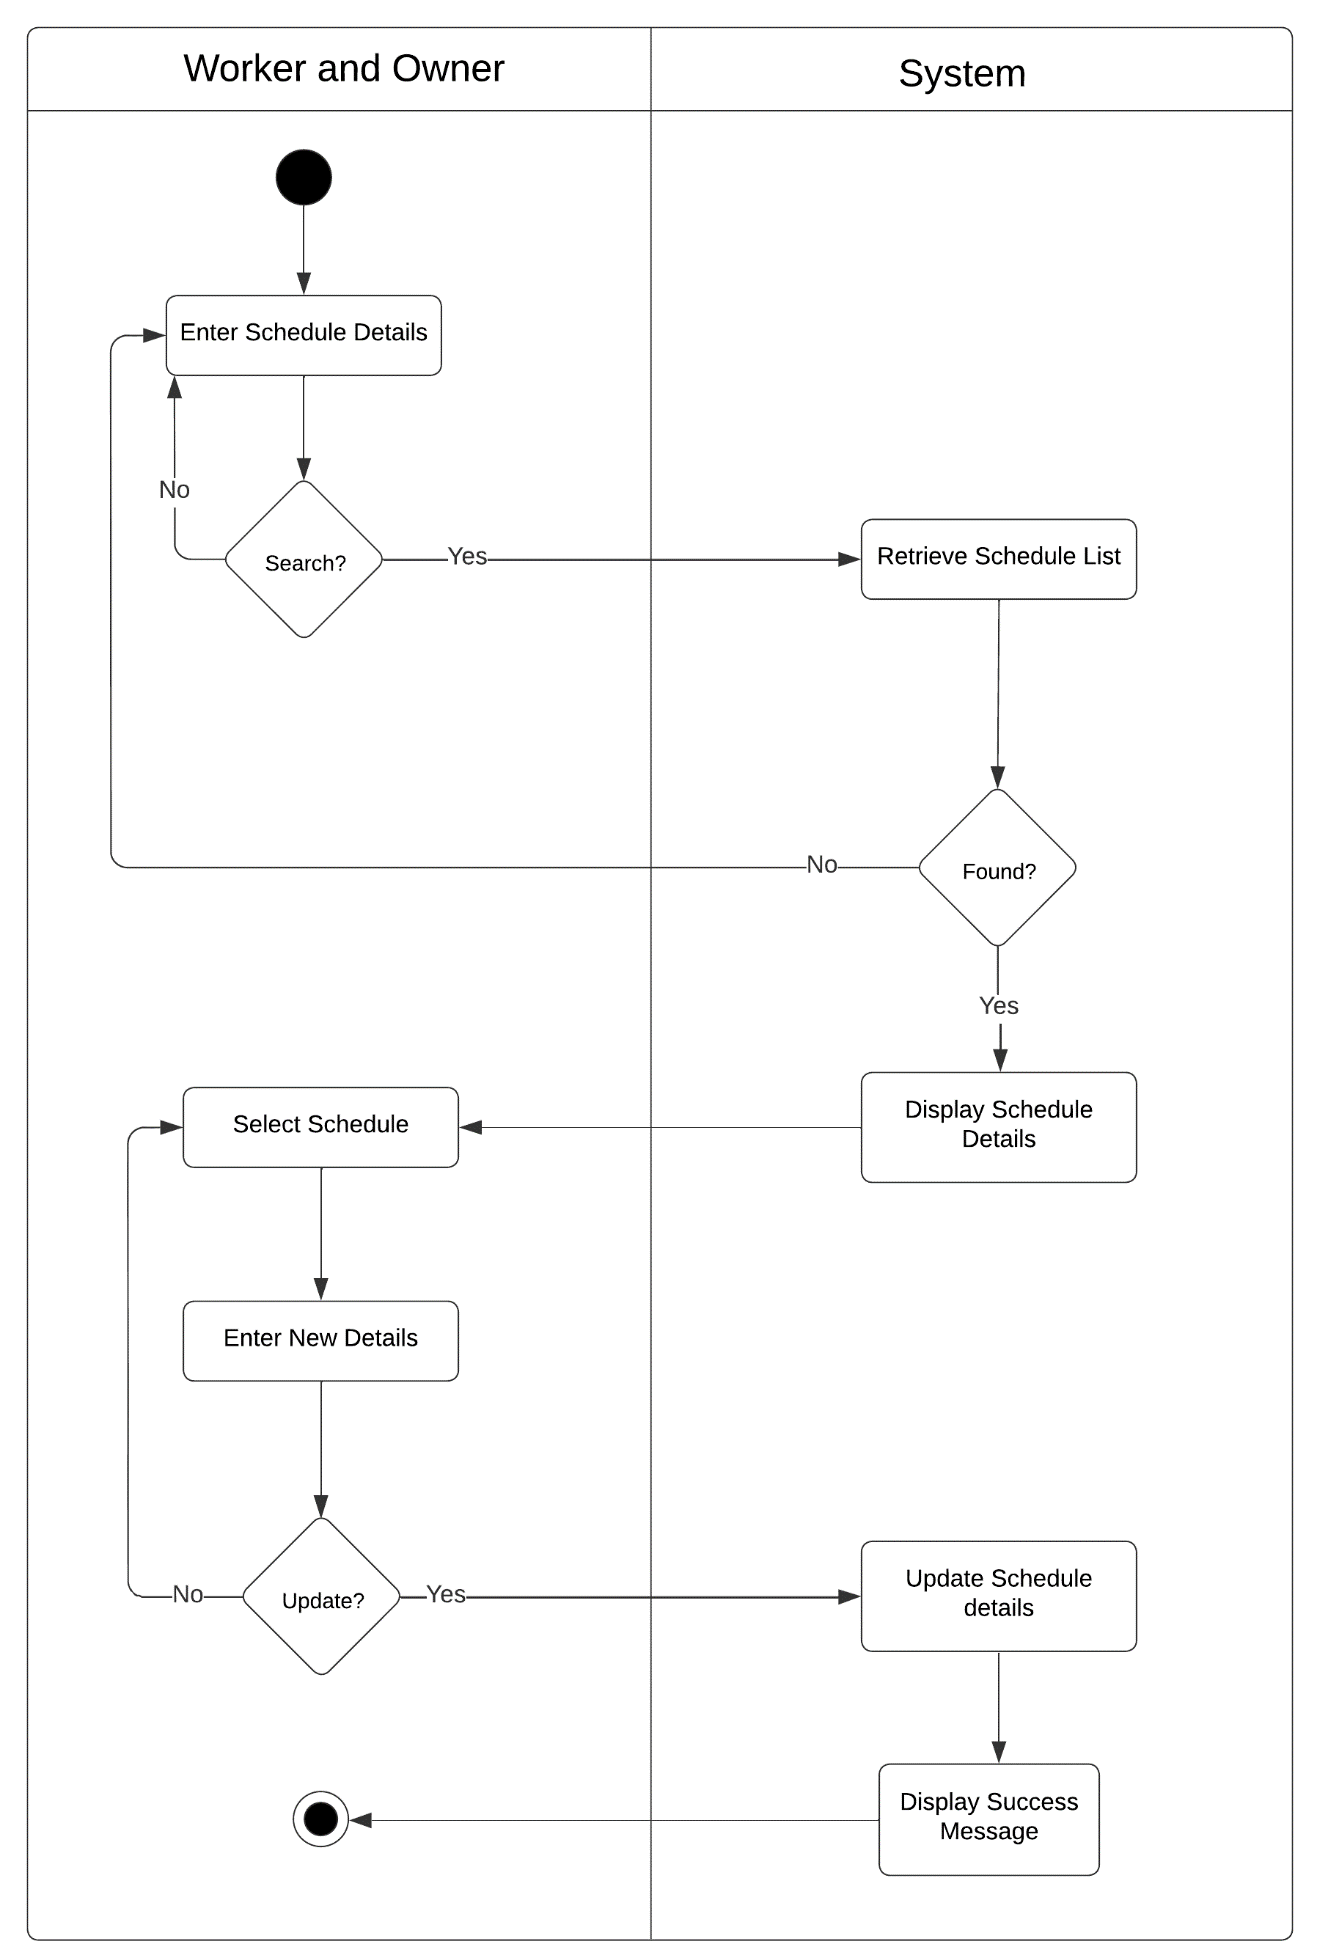 Worker and Owner
System
Enter Schedule Details
No
Search?
Yes
Retrieve Schedule List
No
Found?
Yes
Select Schedule
Display Schedule
Details
Enter New Details
No
Update?
Yes
Update Schedule
details
Display Success
Message